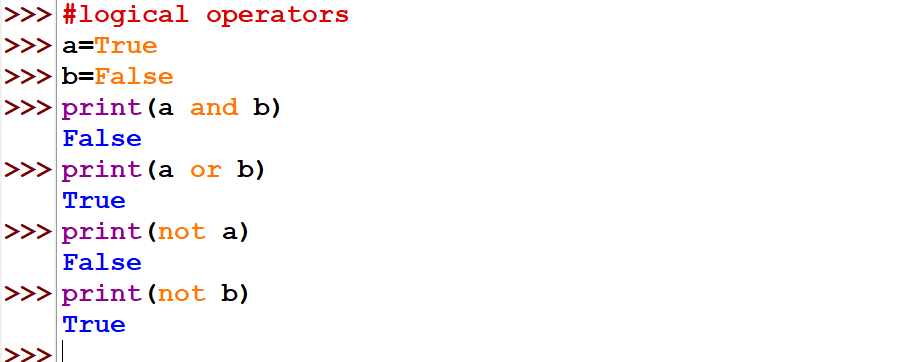 >>> #logical operators
>>> a=True
>>> b=False
>>> print(a and b)
False
>>> print(a or b)
True
>>> print(not a)
False
>>> print(not b)
True
>>>